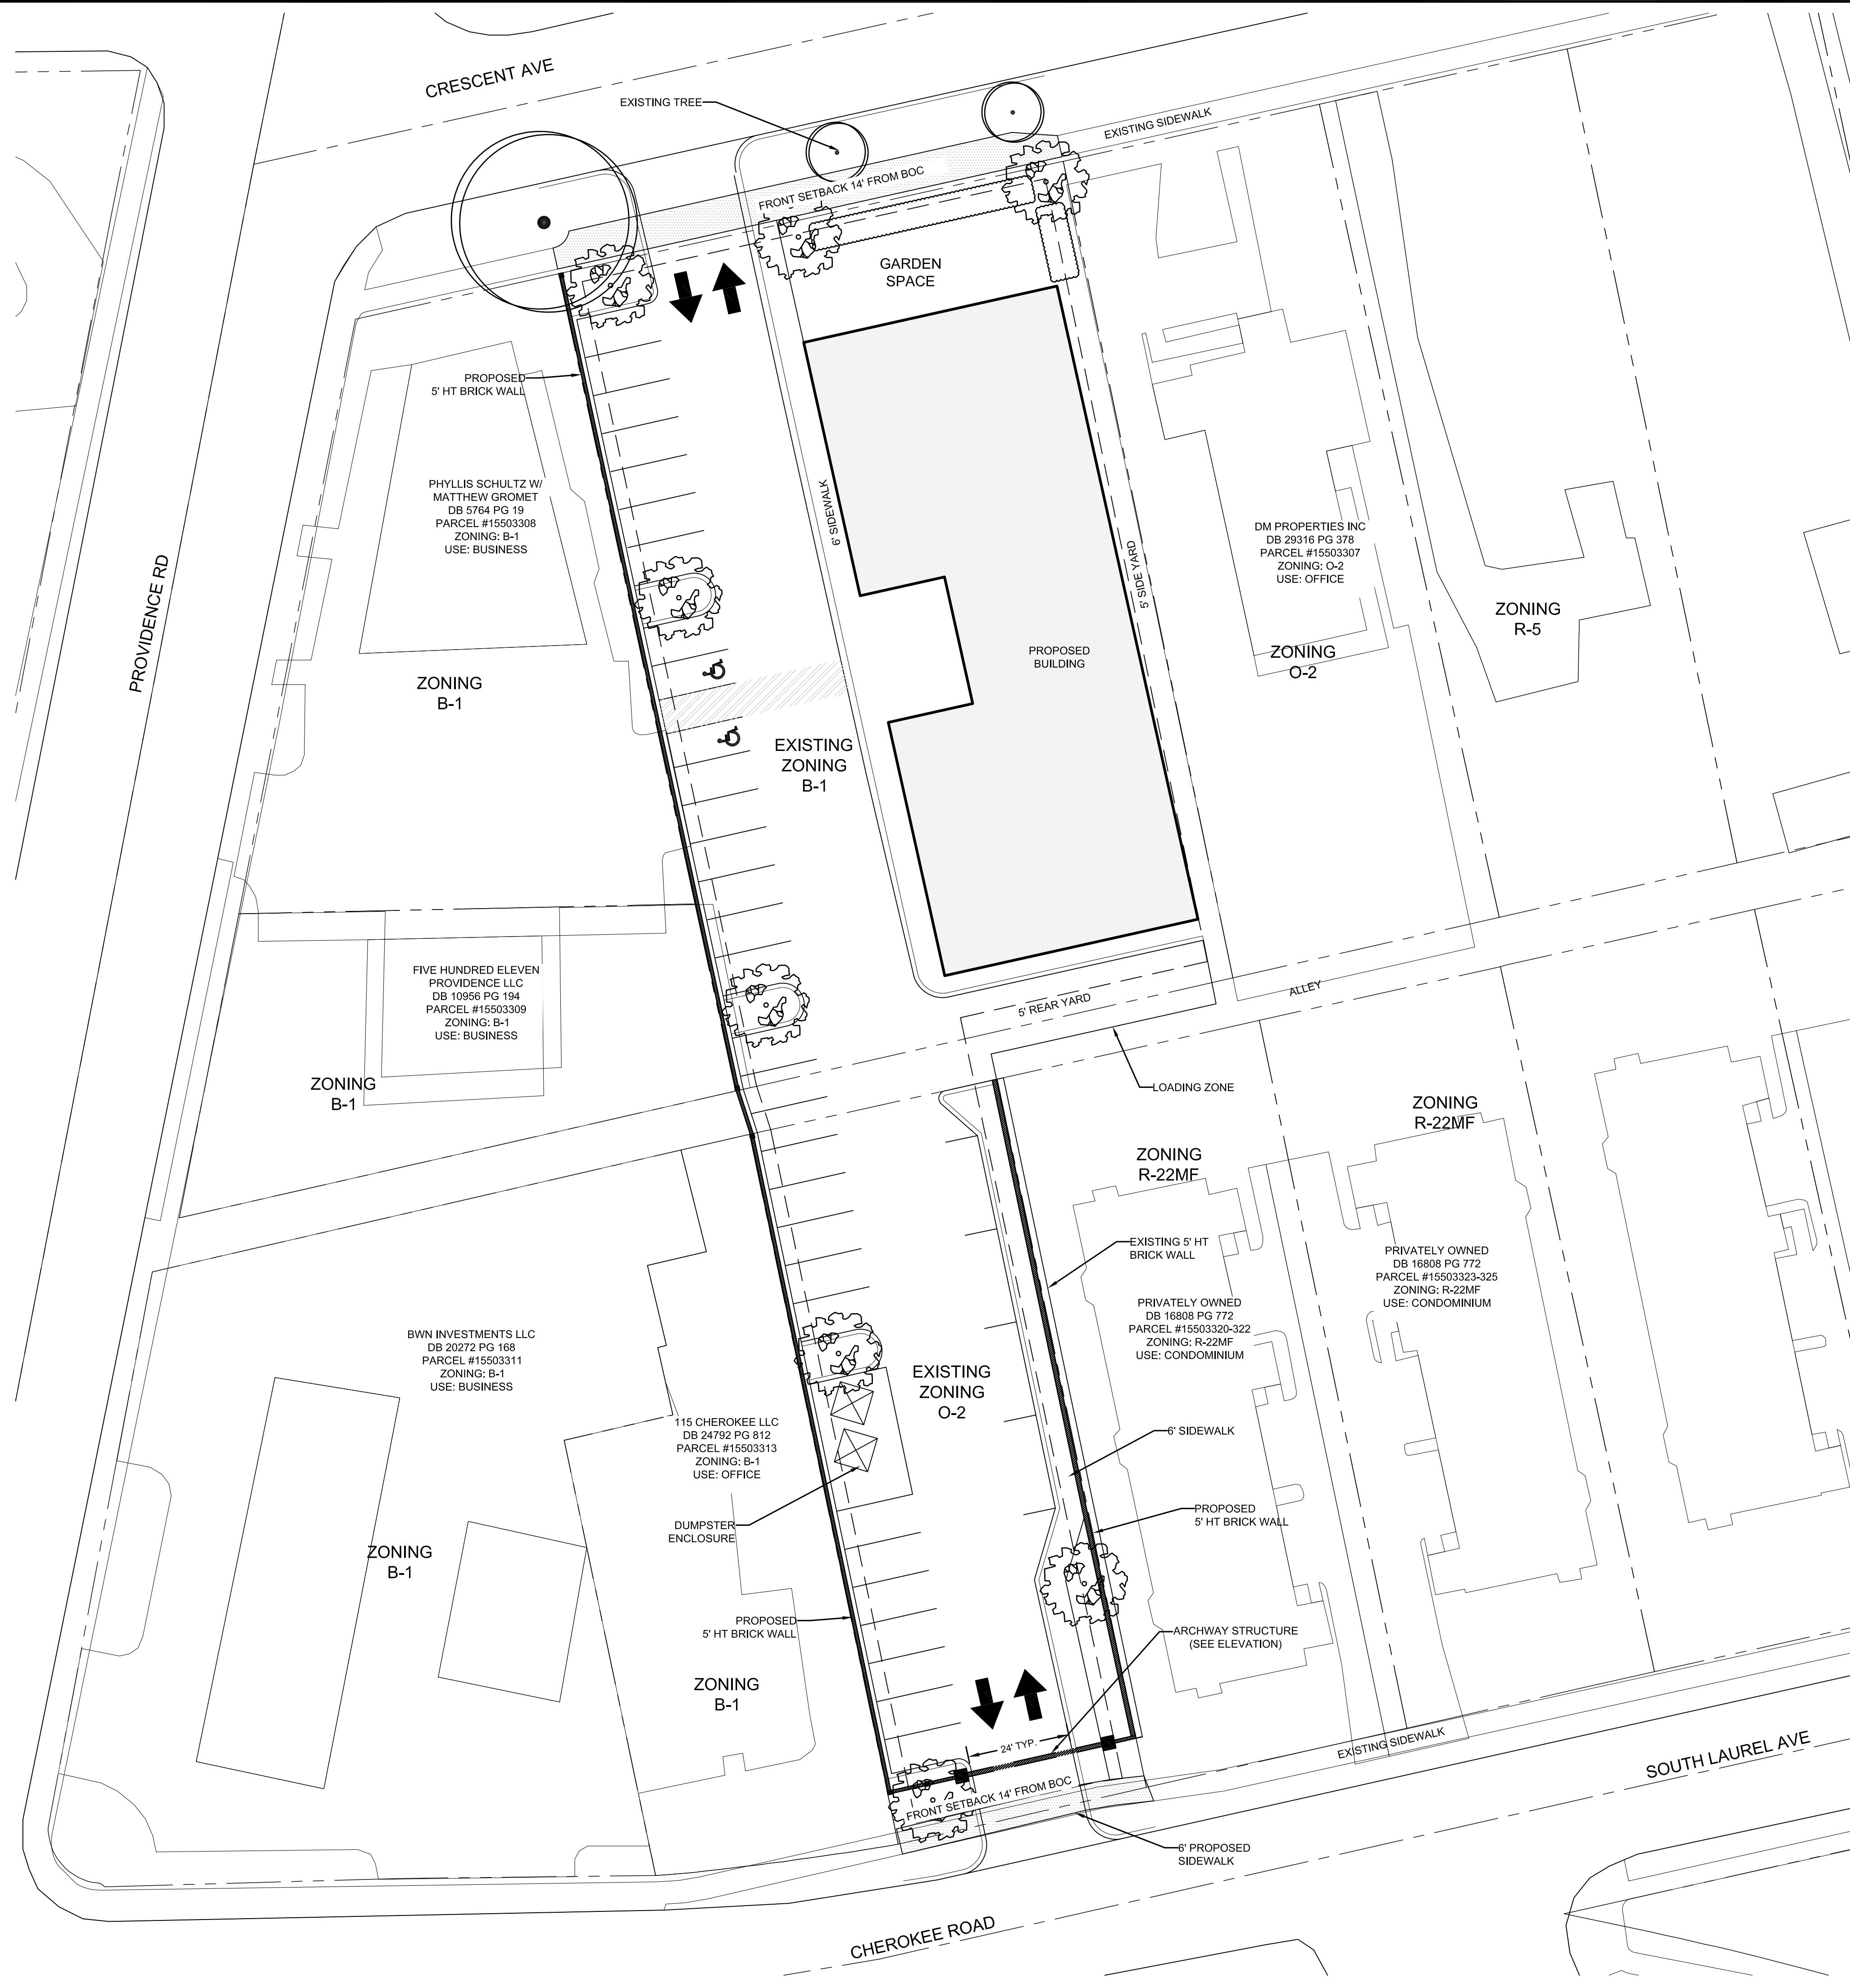 CRESCENT AVE
EXISTING TREE
EXISTING SIDEWALK
FRONT SETBACK 14' FROM BOC
GARDEN
SPACE
PROPOSED
5' HT BRICK WALL
PHYLLIS SCHULTZ W/
MATTHEW GROMET
DB 5764 PG 19
PARCEL #15503308
ZONING: B-1
USE: BUSINESS
6' SIDEWALK
5' SIDE YARD
DM PROPERTIES INC
DB 29316 PG 378
PARCEL #15503307
ZONING: O-2
USE: OFFICE
PROVIDENCE RD
ZONING
R-5
PROPOSED
BUILDING
ZONING
O-2
ZONING
B-1
EXISTING
ZONING
B-1
FIVE HUNDRED ELEVEN
PROVIDENCE LLC
DB 10956 PG 194
PARCEL #15503309
ZONING: B-1
USE: BUSINESS
5' REAR YARD
ALLEY
ZONING
B-1
LOADING ZONE
ZONING
R-22MF
ZONING
R-22MF
EXISTING 5' HT
BRICK WALL
PRIVATELY OWNED
DB 16808 PG 772
PARCEL #15503323-325
ZONING: R-22MF
USE: CONDOMINIUM
PRIVATELY OWNED
DB 16808 PG 772
PARCEL #15503320-322
ZONING: R-22MF
USE: CONDOMINIUM
BWN INVESTMENTS LLC
DB 20272 PG 168
PARCEL #15503311
ZONING: B-1
USE: BUSINESS
EXISTING
ZONING
O-2
115 CHEROKEE LLC
DB 24792 PG 812
PARCEL #15503313
ZONING: B-1
USE: OFFICE
6' SIDEWALK
DUMPSTER
ENCLOSURE
PROPOSED
5' HT BRICK WALL
ZONING
B-1
PROPOSED
5' HT BRICK WALL
ARCHWAY STRUCTURE
(SEE ELEVATION)
ZONING
B-1
24' TYP.
EXISTING SIDEWALK
SOUTH LAUREL AVE
FRONT SETBACK 14' FROM BOC
6' PROPOSED
SIDEWALK
CHEROKEE ROAD